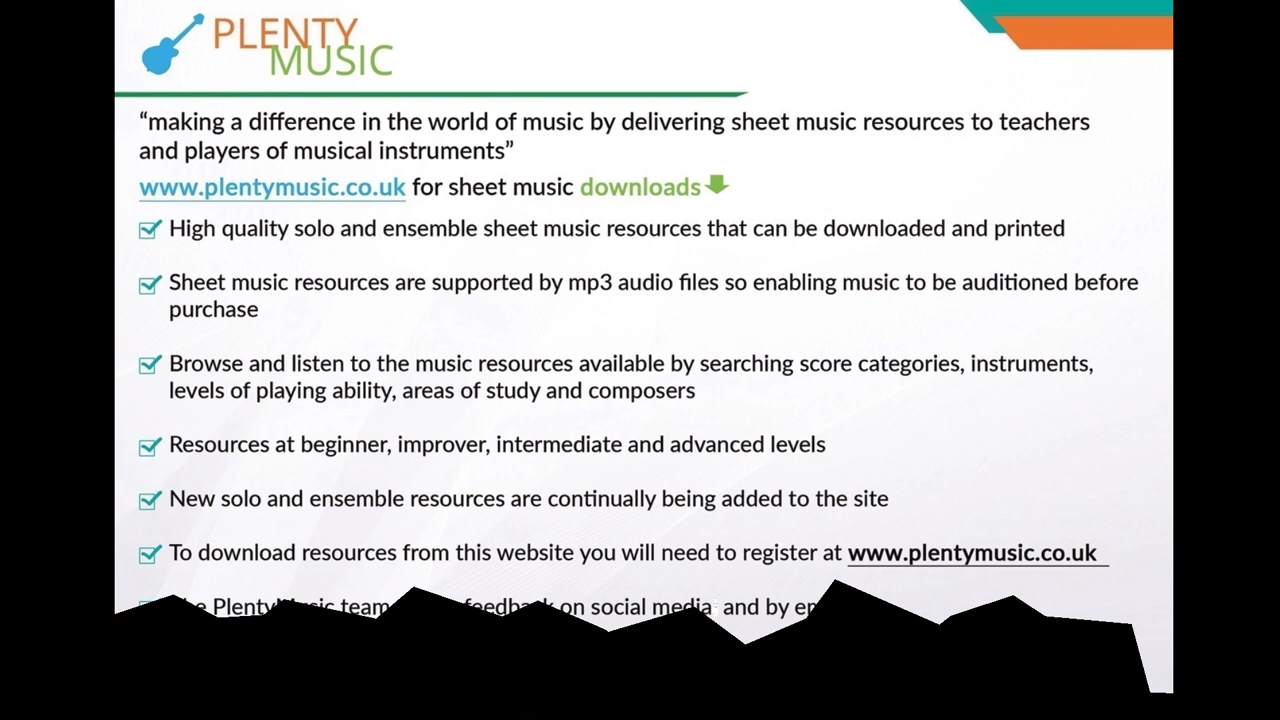 PLENTY
MUSIC
“making a difference in the world of music by delivering sheet music resources to teachers
and players of musical instruments”
www.plentymusic.co.uk for sheet music downloads
High quality solo and ensemble sheet music resources that can be downloaded and printed
Sheet music resources are supported by mp3 audio files so enabling music to be auditioned before
purchase
Browse and listen to the music resources available by searching score categories, instruments,
levels of playing ability, areas of study and composers
Resources at beginner, improver, intermediate and advanced levels
New solo and ensemble resources are continually being added to the site
To download resources from this website you will need to register at www.plentymusic.co.uk
PlentyMusic team feedback on social media and by